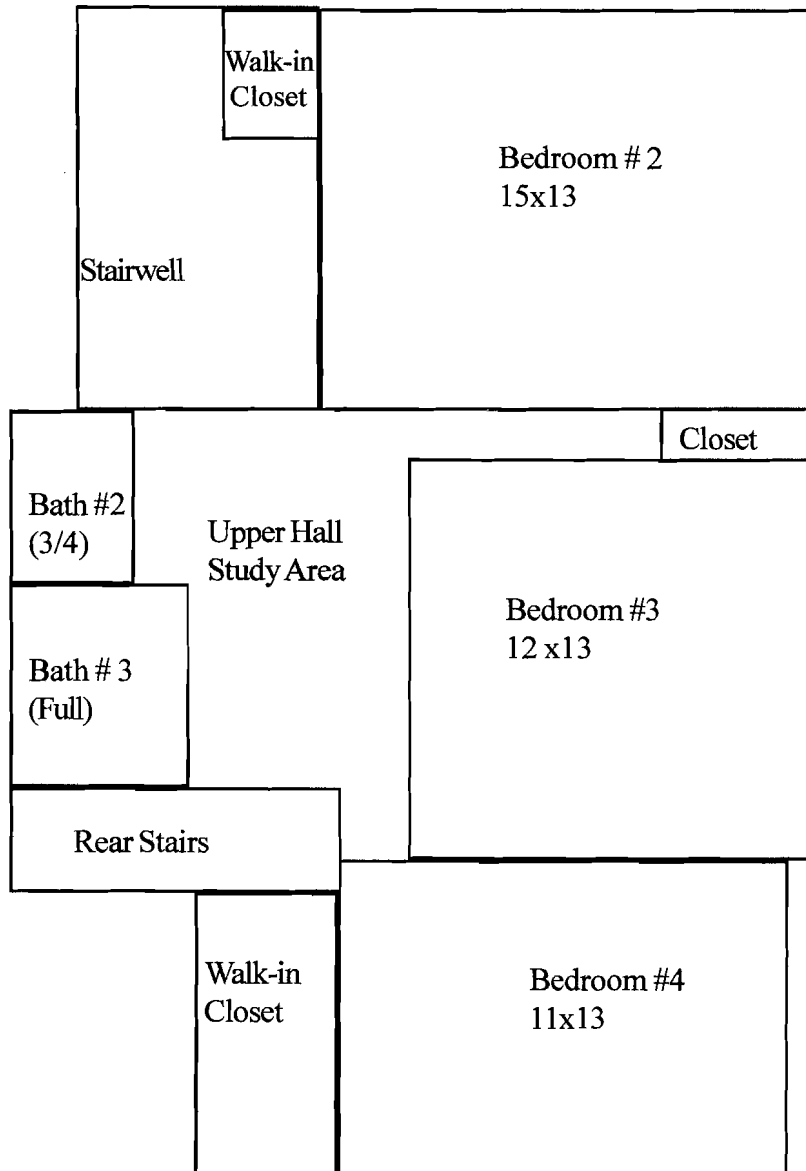 Walk-in
Closet
Bedroom # 2
15x13
Stairwell
Closet
Bath #2
(3/4)
Upper Hall
Study Area
Bedroom #3
12 x13
Bath # 3
(Full)
Rear Stairs
Walk-in
Closet
Bedroom #4
11x13